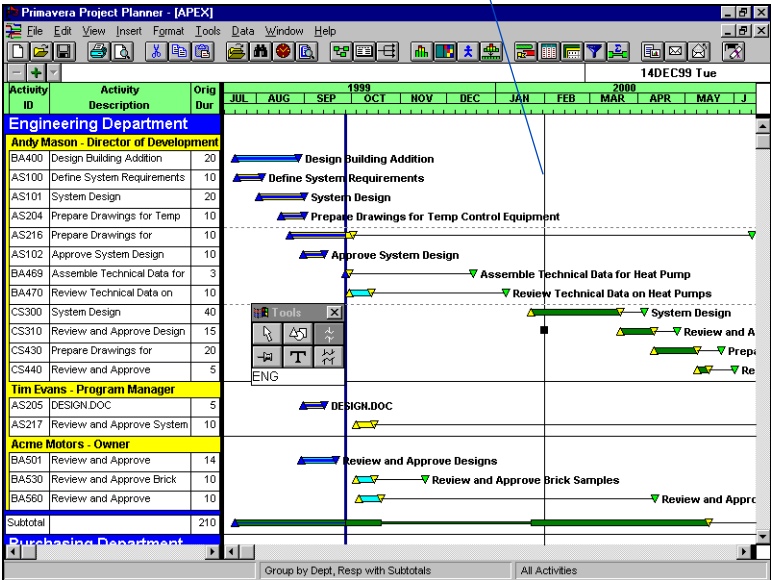 Primavera Project Planner - [APEX]
File Edit View Insert Format Tools Data Window Help
14DEC99 Tue
Activity ID Activity Description Orig Dur
1999 2000
JUL AUG SEP OCT NOV DEC JAN FEB MAR APR MAY J
Engineering Department
Andy Mason - Director of Development
BA400 Design Building Addition 20 Design Building Addition
AS100 Define System Requirements 10 Define System Requirements
AS101 System Design 20 System Design
AS204 Prepare Drawings for Temp 10 Prepare Drawings for Temp Control Equipment
AS216 Prepare Drawings for 10
AS102 Approve System Design 10 Approve System Design
BA469 Assemble Technical Data for 3 Assemble Technical Data for Heat Pump
BA470 Review Technical Data on 10 Review Technical Data on Heat Pumps
CS300 System Design 40 System Design
CS310 Review and Approve Design 15 Review and A
CS430 Prepare Drawings for 20 Prepa
CS440 Review and Approve 5 Re
Tools
T
ENG
Tim Evans - Program Manager
AS205 DESIGN.DOC 5 DESIGN.DOC
AS217 Review and Approve System 10
Acme Motors - Owner
BA501 Review and Approve 14 Review and Approve Designs
BA530 Review and Approve Brick 10 Review and Approve Brick Samples
BA560 Review and Approve 10 Review and Appro
Subtotal 210
Purchasing Department
Group by Dept, Resp with Subtotals All Activities